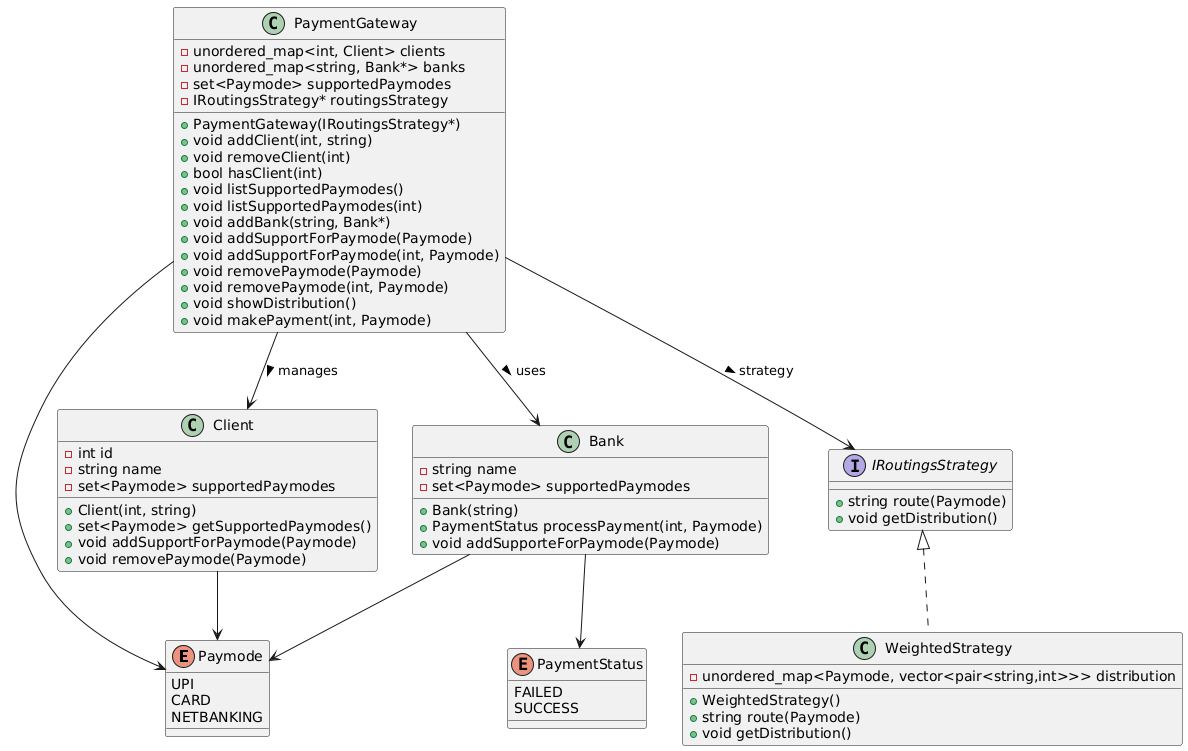 C PaymentGateway
unordered_map<int, Client> clients
unordered_map<string, Bank*> banks
set<Paymode> supportedPaymodes
IRoutingsStrategy* routingsStrategy
PaymentGateway(IRoutingsStrategy*)
void addClient(int, string)
void removeClient(int)
bool hasClient(int)
void listSupportedPaymodes()
void listSupportedPaymodes(int)
void addBank(string, Bank*)
void addSupportForPaymode(Paymode)
void addSupportForPaymode(int, Paymode)
void removePaymode(Paymode)
void removePaymode(int, Paymode)
void showDistribution()
void makePayment(int, Paymode)
manages
uses
strategy
C Client
int id
string name
set<Paymode> supportedPaymodes
Client(int, string)
set<Paymode> getSupportedPaymodes()
void addSupportForPaymode(Paymode)
void removePaymode(Paymode)
C Bank
string name
set<Paymode> supportedPaymodes
Bank(string)
PaymentStatus processPayment(int, Paymode)
void addSupporteForPaymode(Paymode)
I IRoutingsStrategy
string route(Paymode)
void getDistribution()
E Paymode
UPI
CARD
NETBANKING
E PaymentStatus
FAILED
SUCCESS
C WeightedStrategy
unordered_map<Paymode, vector<pair<string,int>>> distribution
WeightedStrategy()
string route(Paymode)
void getDistribution()